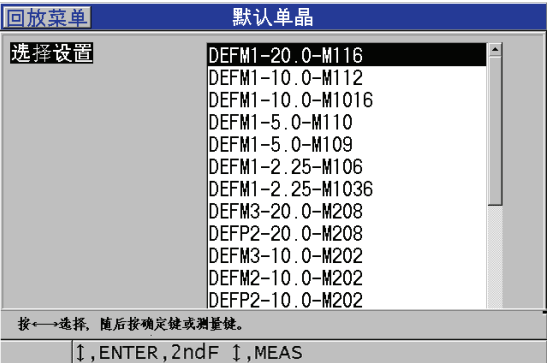 回放菜单 默认单晶
选择设置
DEFM1-20.0-M116
DEFM1-10.0-M112
DEFM1-10.0-M1016
DEFM1-5.0-M110
DEFM1-5.0-M109
DEFM1-2.25-M106
DEFM1-2.25-M1036
DEFM3-20.0-M208
DEFP2-20.0-M208
DEFM3-10.0-M202
DEFM2-10.0-M202
DEFP2-10.0-M202
按←→选择, 随后按确定键或测量键。
↕,ENTER,2ndF ↕,MEAS